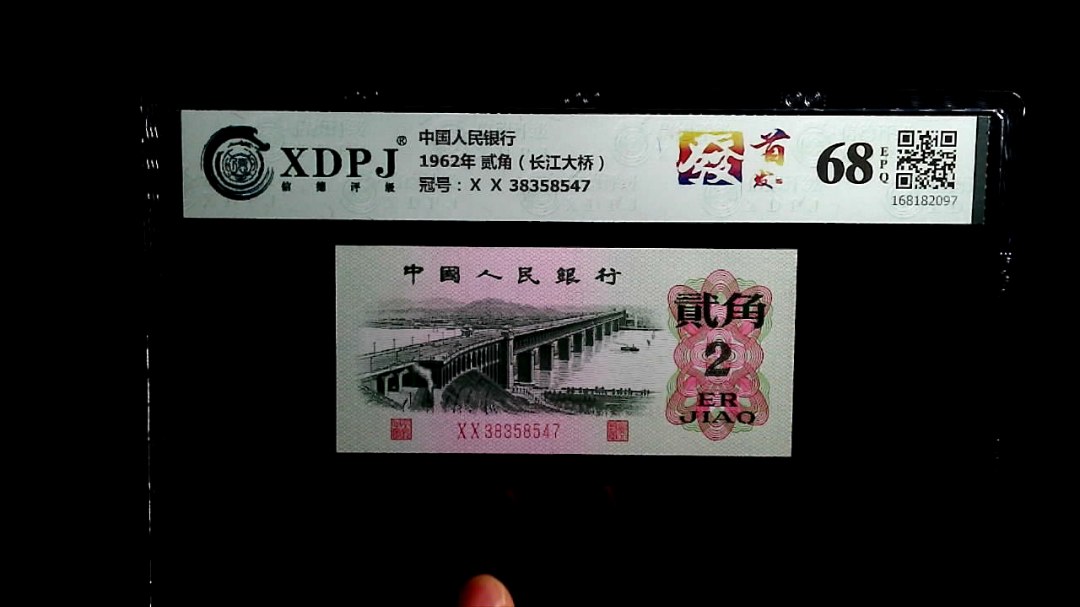 XDPJ®
信德评级
中国人民银行
1962年 贰角（长江大桥）
冠号：X X 38358547
發
首发
68
EPQ
168182097
中國人民銀行
貳角
2
ER
JIAO
XX38358547